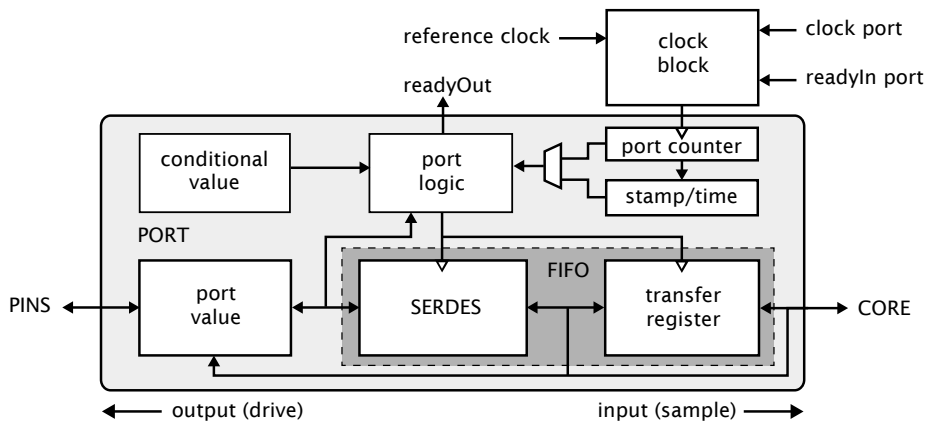 reference clock
clock
block
clock port
readyIn port
readyOut
conditional
value
port
logic
port counter
stamp/time
PORT
FIFO
PINS
port
value
SERDES
transfer
register
CORE
output (drive)
input (sample)